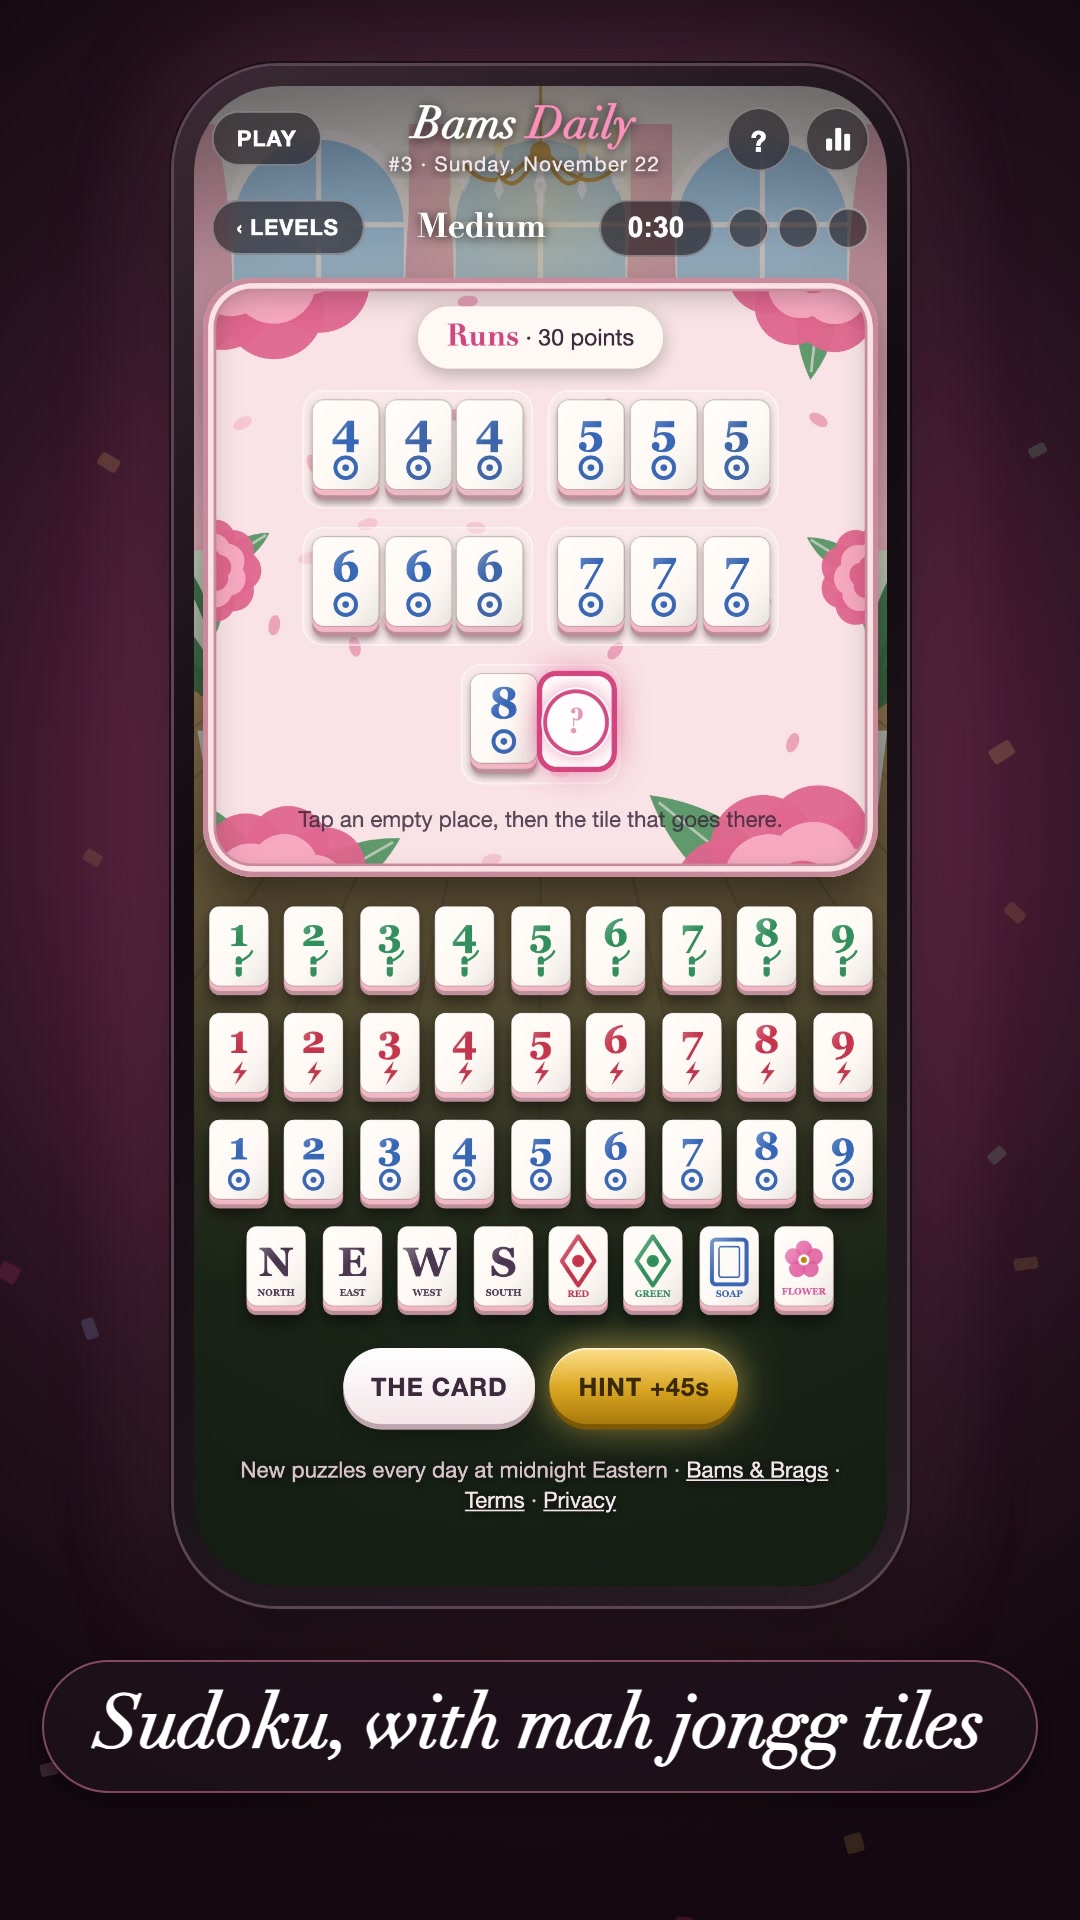 PLAY
Bams Daily
?
#3 · Sunday, November 22
‹ LEVELS
Medium
0:30
Runs · 30 points
4 4 4 5 5 5
6 6 6 7 7 7
8 ?
Tap an empty place, then the tile that goes there.
1 2 3 4 5 6 7 8 9
1 2 3 4 5 6 7 8 9
1 2 3 4 5 6 7 8 9
N E W S
NORTH EAST WEST SOUTH RED GREEN SOAP FLOWER
THE CARD
HINT +45s
New puzzles every day at midnight Eastern · Bams & Brags ·
Terms · Privacy
Sudoku, with mah jongg tiles